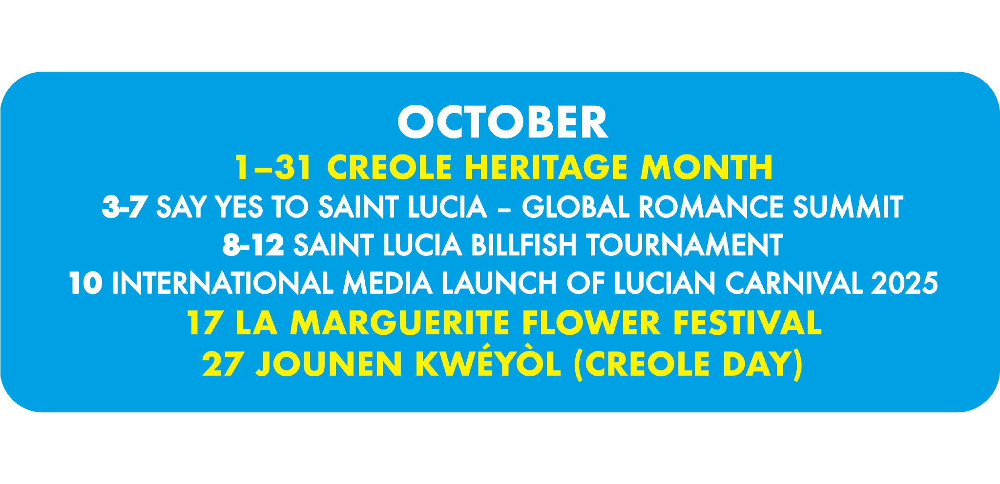 OCTOBER
1–31 CREOLE HERITAGE MONTH
3-7 SAY YES TO SAINT LUCIA – GLOBAL ROMANCE SUMMIT
8-12 SAINT LUCIA BILLFISH TOURNAMENT
10 INTERNATIONAL MEDIA LAUNCH OF LUCIAN CARNIVAL 2025
17 LA MARGUERITE FLOWER FESTIVAL
27 JOUNEN KWÉYÒL (CREOLE DAY)